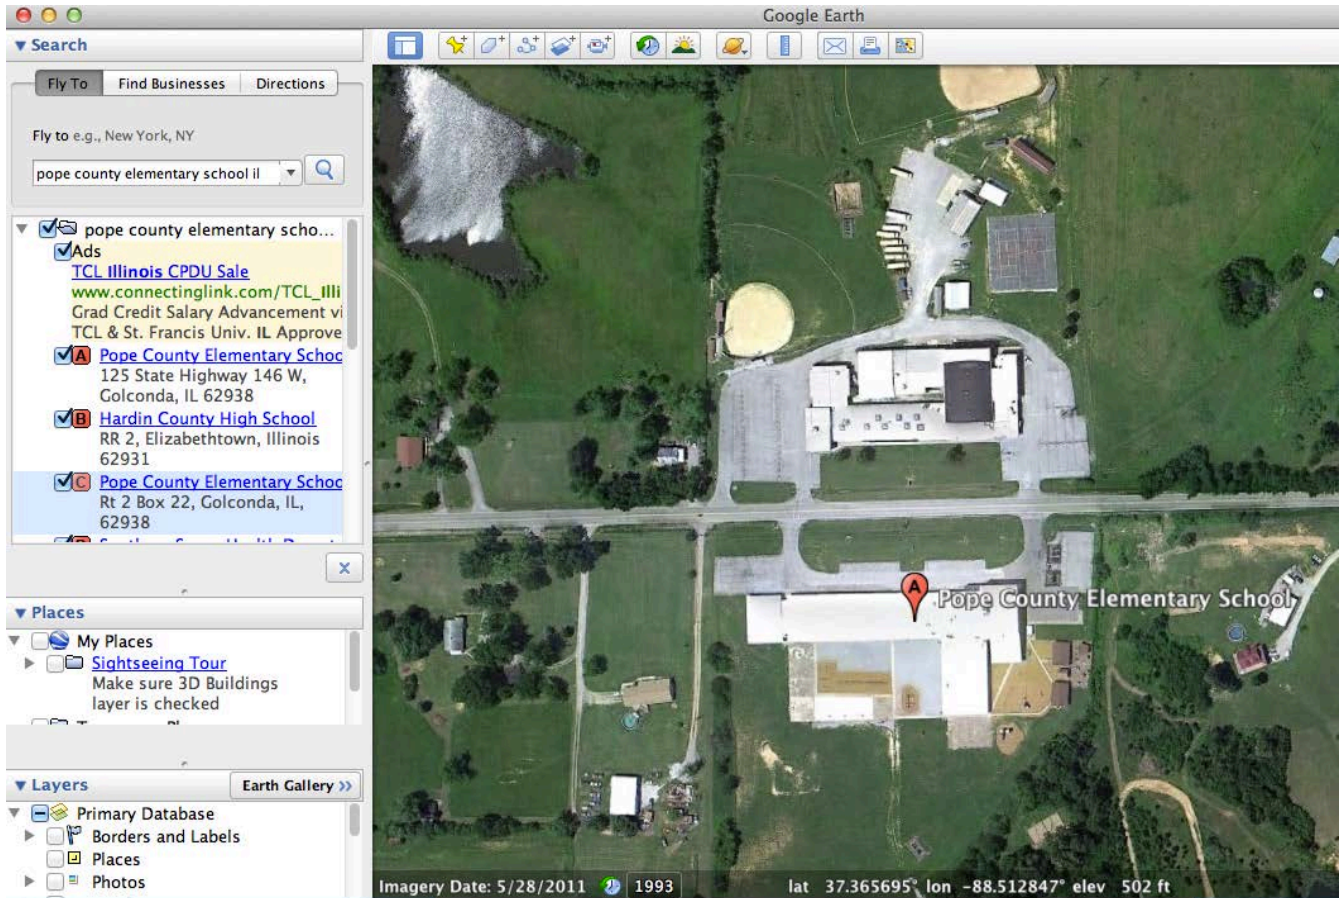 Google Earth
▼ Search
Fly To
Find Businesses
Directions
Fly to e.g., New York, NY
pope county elementary school il
pope county elementary scho...
Ads
TCL Illinois CPDU Sale
www.connectinglink.com/TCL_Illi
Grad Credit Salary Advancement vi
TCL & St. Francis Univ. IL Approve
A Pope County Elementary Schoo
125 State Highway 146 W,
Golconda, IL 62938
B Hardin County High School
RR 2, Elizabethtown, Illinois
62931
C Pope County Elementary Schoo
Rt 2 Box 22, Golconda, IL,
62938
▼ Places
My Places
Sightseeing Tour
Make sure 3D Buildings
layer is checked
▼ Layers
Earth Gallery >>
Primary Database
Borders and Labels
Places
Photos
A Pope County Elementary School
Imagery Date: 5/28/2011 1993 lat 37.365695° lon -88.512847° elev 502 ft